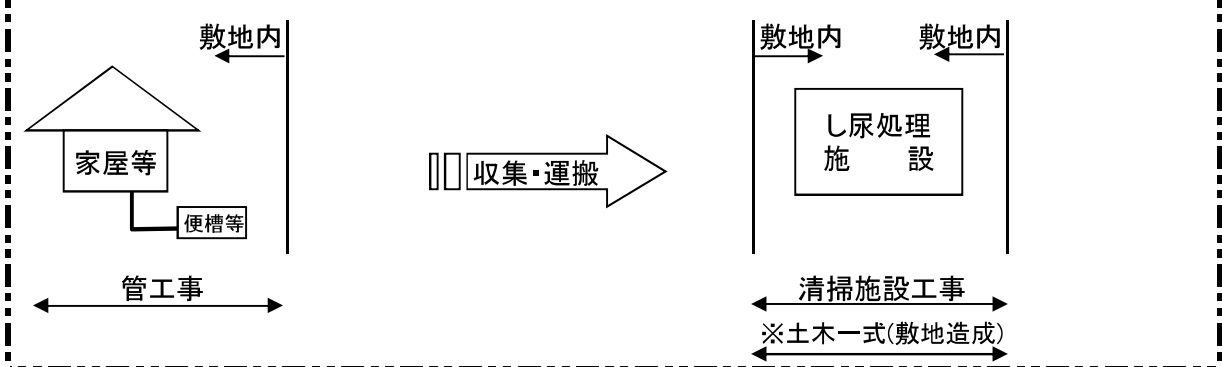 敷地内
家屋等
便槽等
管工事
収集・運搬
敷地内
敷地内
し尿処理
施 設
清掃施設工事
※土木一式(敷地造成)